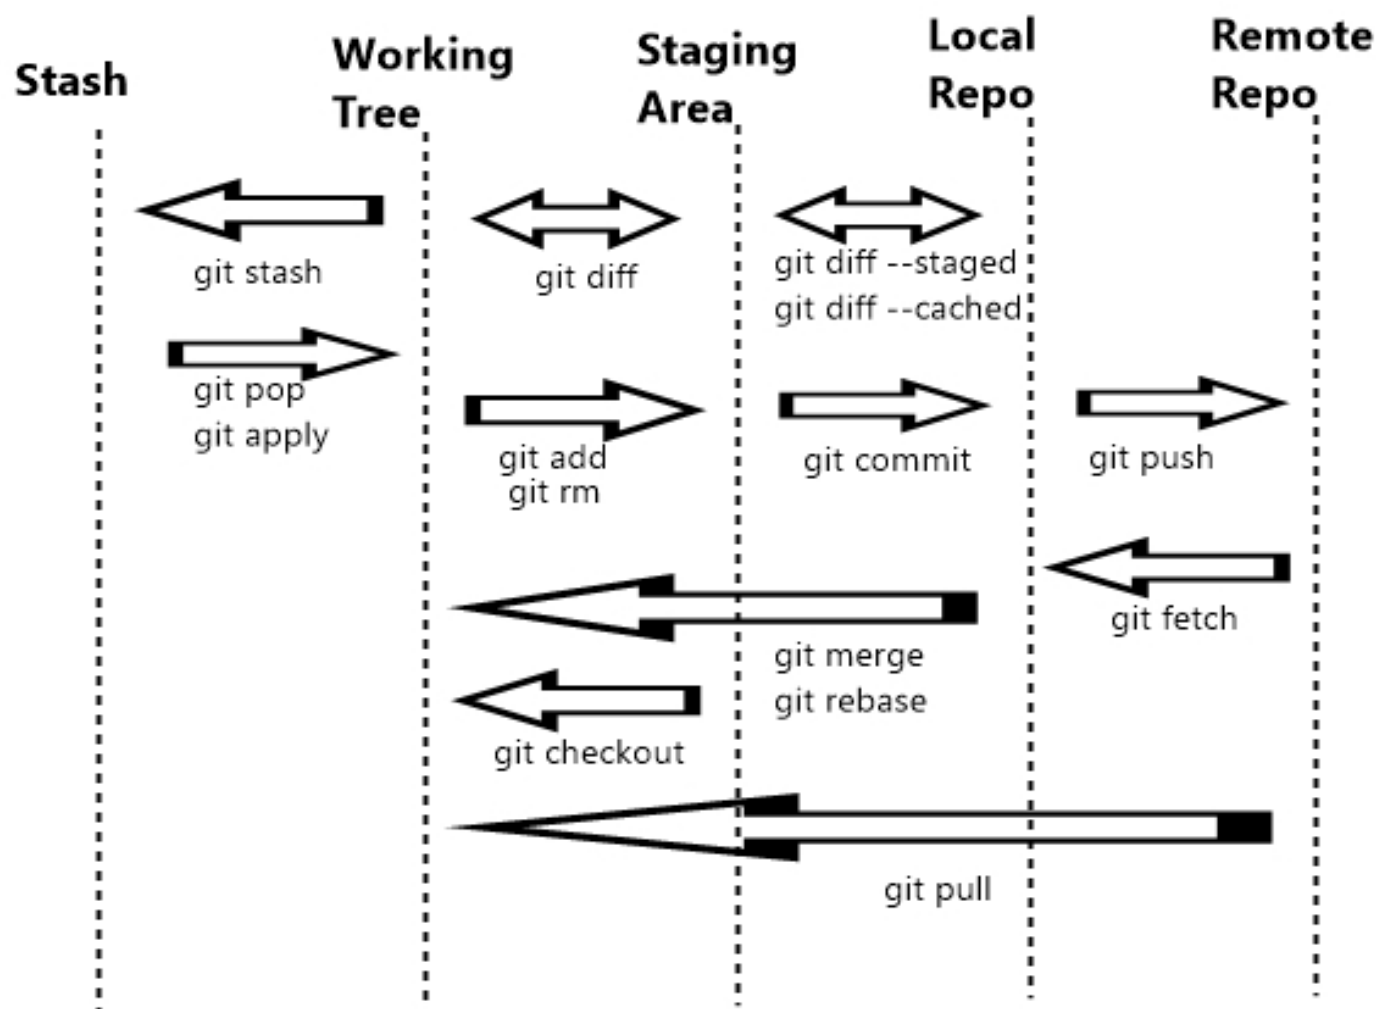 Stash
Working
Tree
Staging
Area
Local
Repo
Remote
Repo
git stash
git diff
git diff --staged
git diff --cached
git pop
git apply
git add
git rm
git commit
git push
git fetch
git merge
git rebase
git checkout
git pull